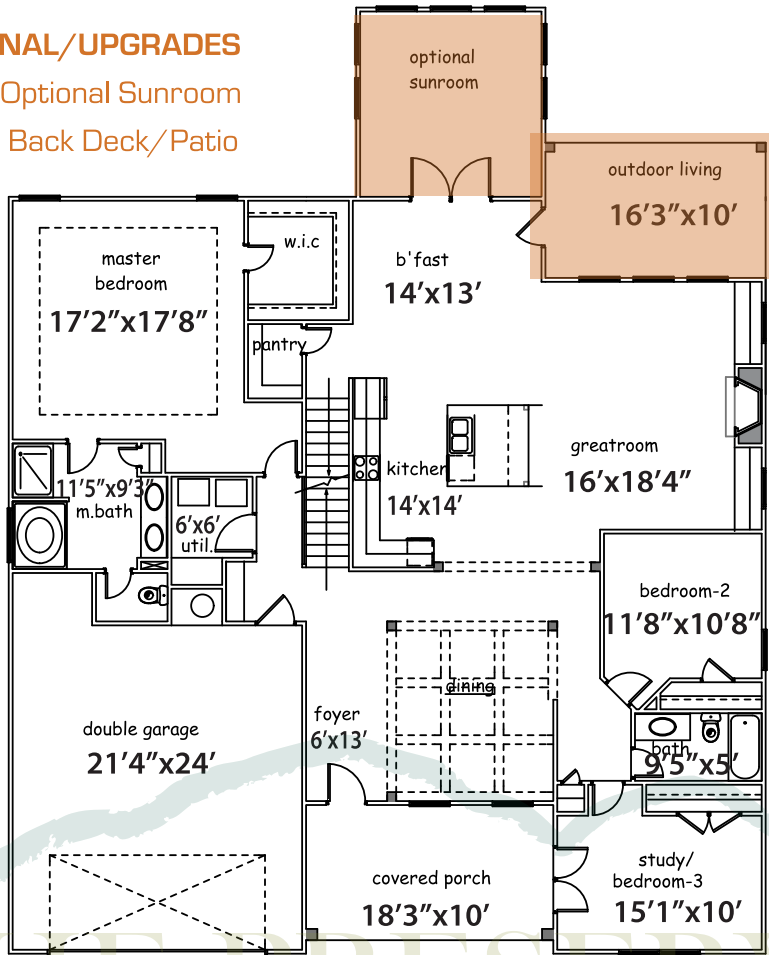 NAL/UPGRADES
Optional Sunroom
Back Deck/Patio
optional
sunroom
outdoor living
16'3"x10'
master
bedroom
17'2"x17'8"
w.i.c
b'fast
14'x13'
pantry
greatroom
16'x18'4"
kitchen
14'x14'
11'5"x9'3"
m.bath
6'x6'
util.
bedroom-2
11'8"x10'8"
dining
foyer
6'x13'
double garage
21'4"x24'
bath
9'5"x5'
covered porch
18'3"x10'
study/
bedroom-3
15'1"x10'